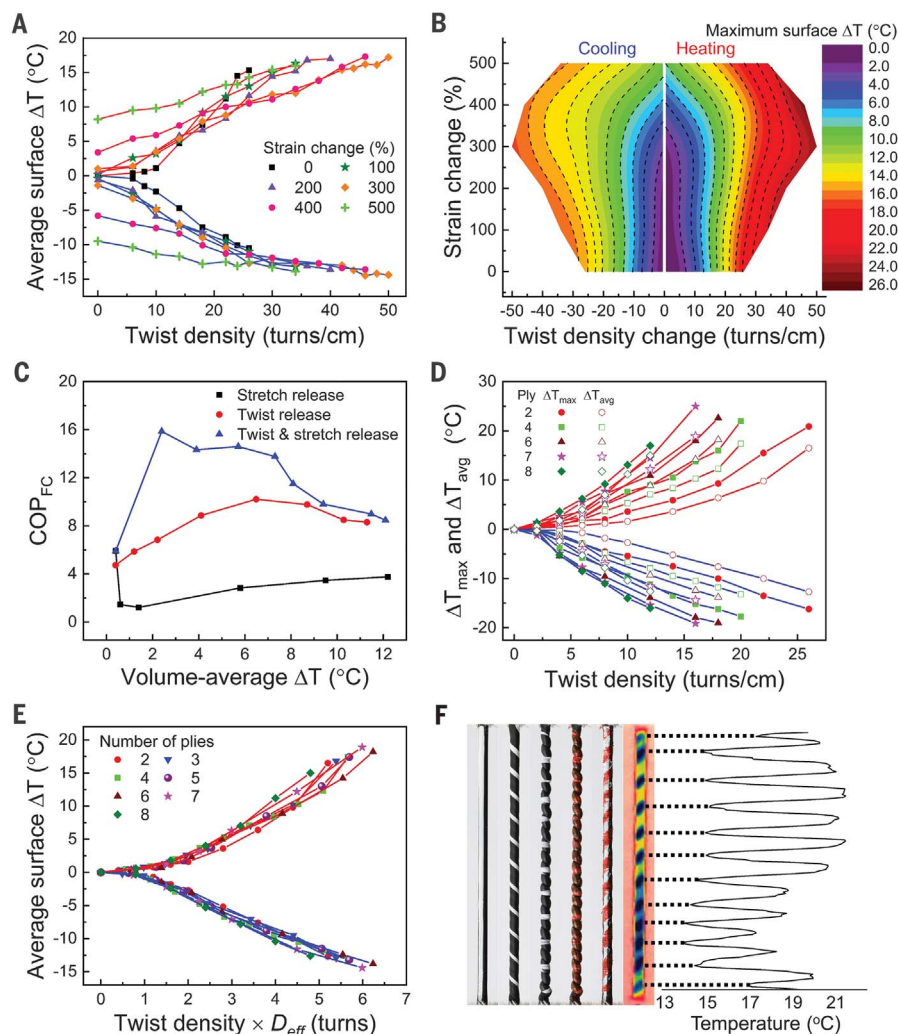 A
Average surface ΔT (°C)
20
15
10
5
0
-5
-10
-15
0 10 20 30 40 50
Twist density (turns/cm)
Strain change (%)
0 100
200 300
400 500
B
Cooling Heating
Maximum surface ΔT (°C)
0.0
2.0
4.0
6.0
8.0
10.0
12.0
14.0
16.0
18.0
20.0
22.0
24.0
26.0
Strain change (%)
500
400
300
200
100
0
-50 -40 -30 -20 -10 0 10 20 30 40 50
Twist density change (turns/cm)
C
COP_FC
20
16
12
8
4
0
Stretch release
Twist release
Twist & stretch release
0 2 4 6 8 10 12
Volume-average ΔT (°C)
D
ΔT_max and ΔT_avg (°C)
30
20
10
0
-10
-20
Ply ΔT_max ΔT_avg
2
4
6
7
8
0 5 10 15 20 25
Twist density (turns/cm)
E
Average surface ΔT (°C)
20
15
10
5
0
-5
-10
-15
Number of plies
2 3
4 5
6 7
8
0 1 2 3 4 5 6 7
Twist density × D_eff (turns)
F
13 15 17 19 21
Temperature (°C)